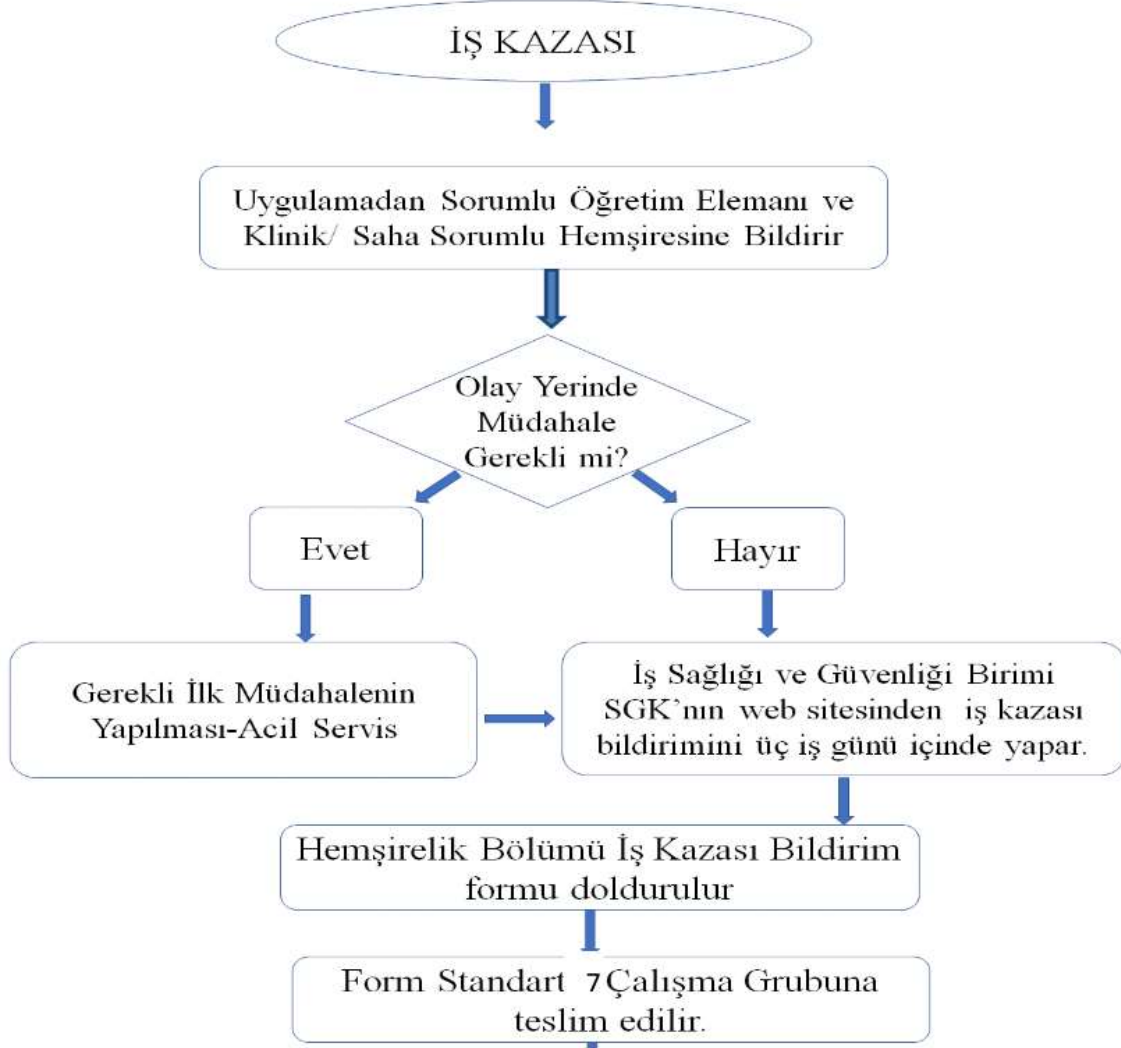 İŞ KAZASI
Uygulamadan Sorumlu Öğretim Elemanı ve
Klinik/ Saha Sorumlu Hemşiresine Bildirir
Olay Yerinde
Müdahale
Gerekli mi?
Evet
Hayır
Gerekli İlk Müdahalenin
Yapılması-Acil Servis
İş Sağlığı ve Güvenliği Birimi
SGK’nın web sitesinden iş kazası
bildirimini üç iş günü içinde yapar.
Hemşirelik Bölümü İş Kazası Bildirim
formu doldurulur
Form Standart 7 Çalışma Grubuna
teslim edilir.